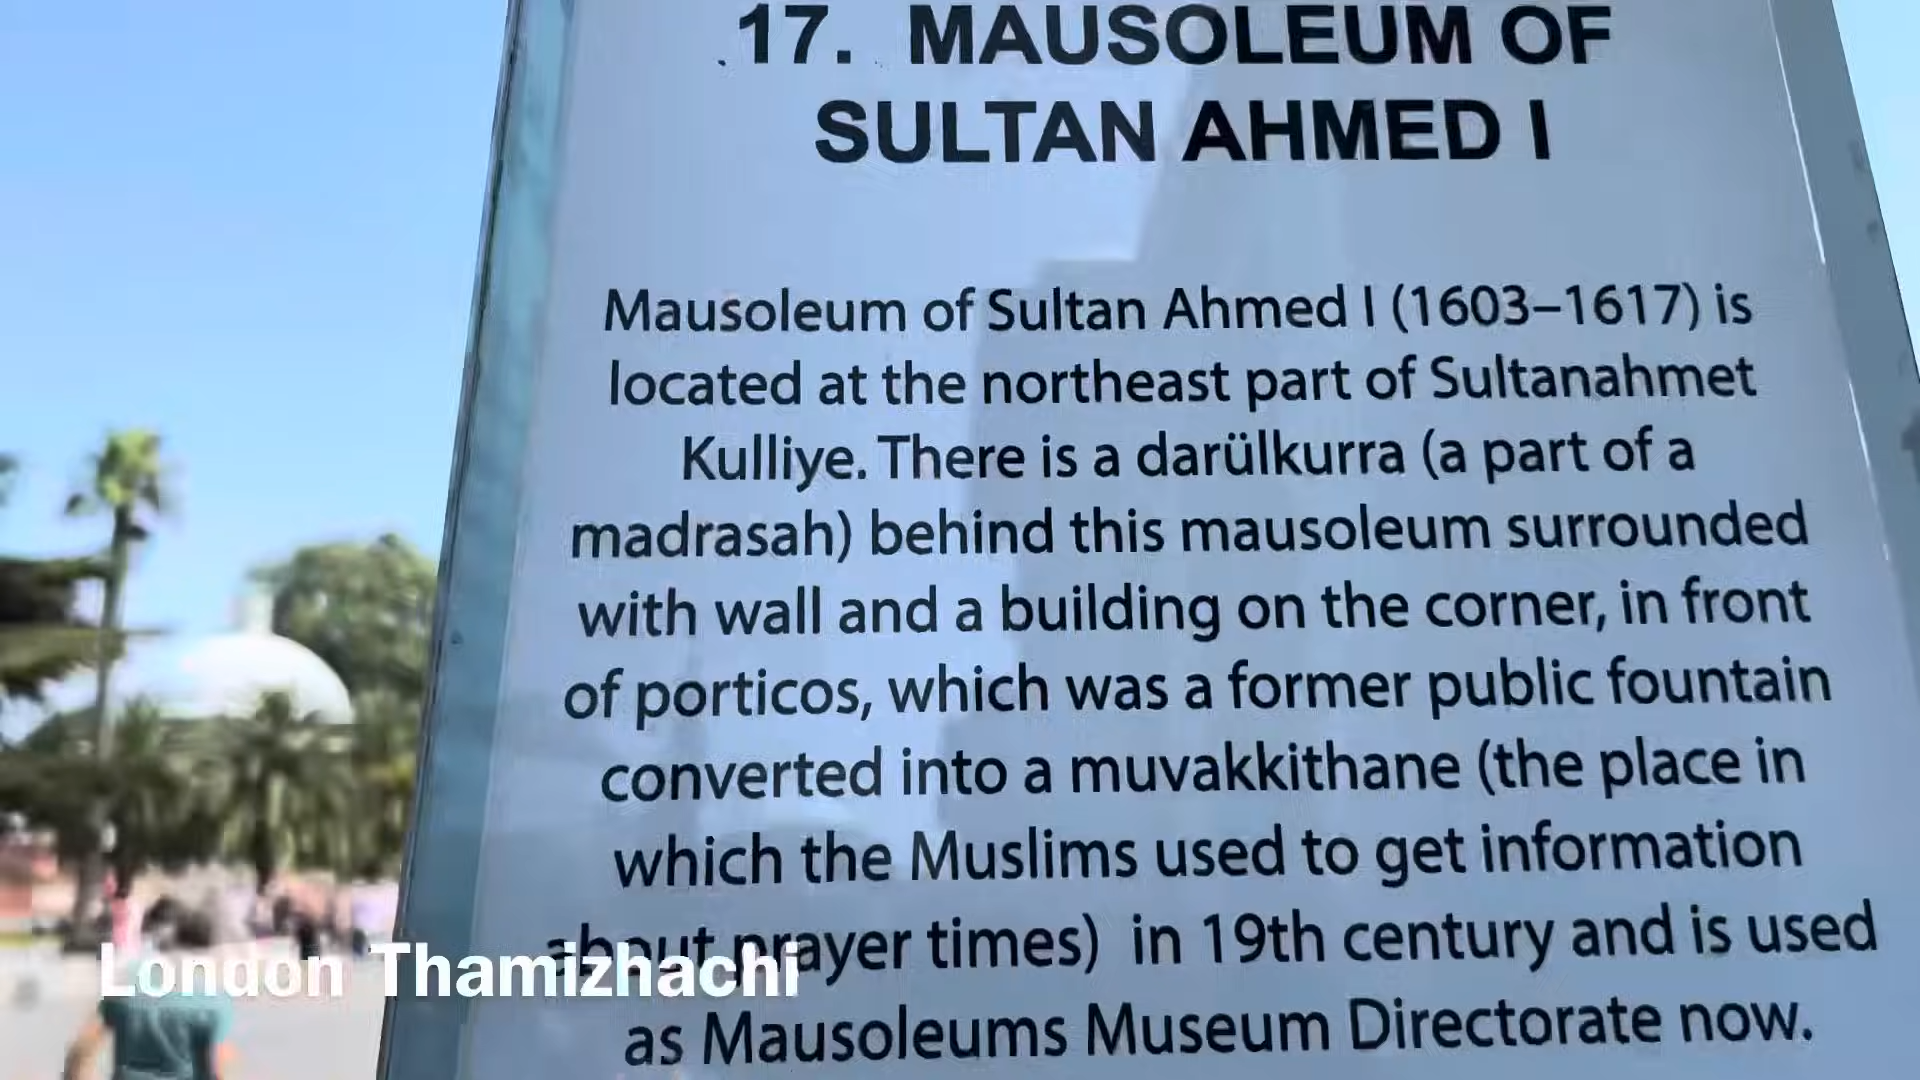 17. MAUSOLEUM OF
SULTAN AHMED I
Mausoleum of Sultan Ahmed I (1603–1617) is
located at the northeast part of Sultanahmet
Kulliye. There is a darülkurra (a part of a
madrasah) behind this mausoleum surrounded
with wall and a building on the corner, in front
of porticos, which was a former public fountain
converted into a muvakkithane (the place in
which the Muslims used to get information
about prayer times) in 19th century and is used
as Mausoleums Museum Directorate now.
London Thamizhachi